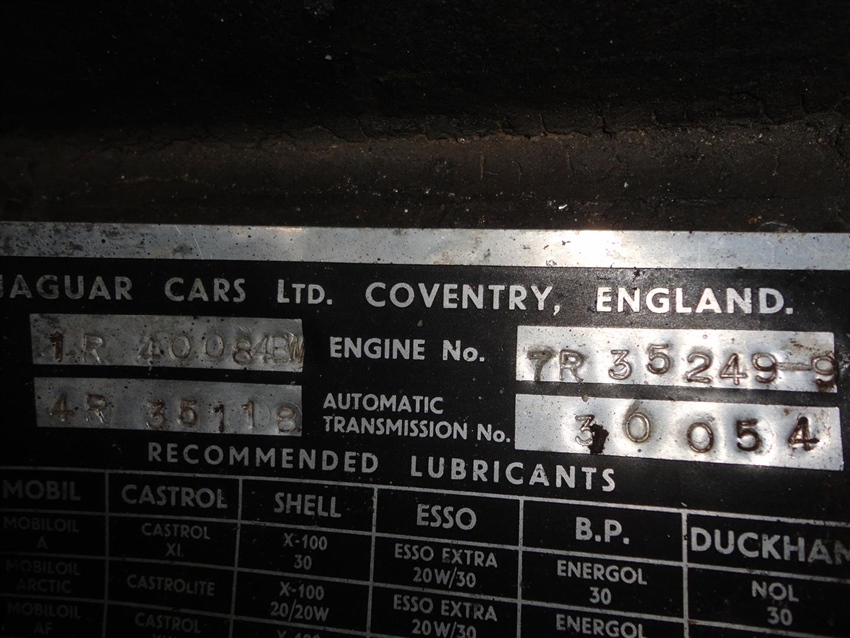 JAGUAR CARS LTD. COVENTRY, ENGLAND.
1R 40084BW ENGINE No. 7R 35249-9
4R 35118 AUTOMATIC TRANSMISSION No. 30054
RECOMMENDED LUBRICANTS
MOBIL CASTROL SHELL ESSO B.P. DUCKHAM
MOBILOIL A CASTROL XL X-100 30 ESSO EXTRA 20W/30 ENERGOL 30 NOL 30
MOBILOIL ARCTIC CASTROLITE X-100 20/20W ESSO EXTRA 20W/30 ENERGOL
MOBILOIL AF CASTROL X-100